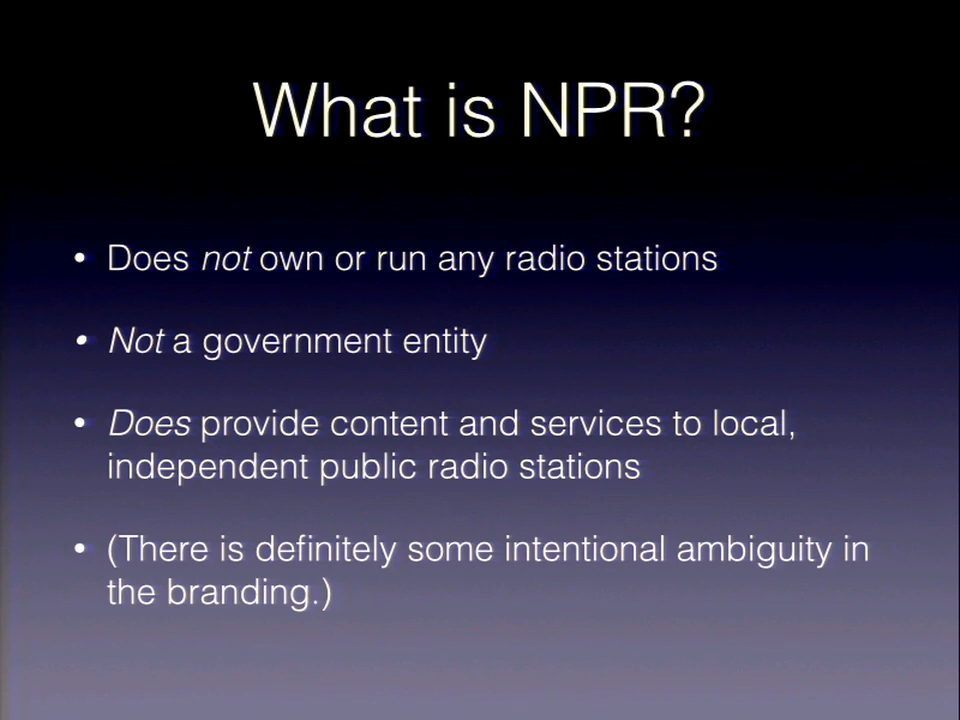 What is NPR?
• Does not own or run any radio stations
• Not a government entity
• Does provide content and services to local,
independent public radio stations
• (There is definitely some intentional ambiguity in
the branding.)